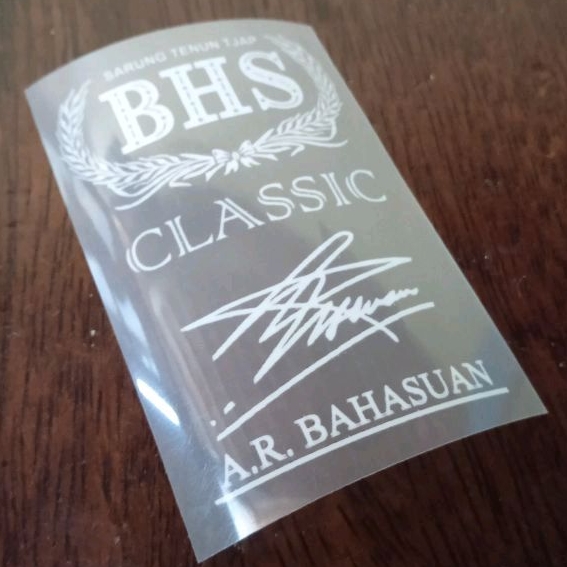 SARUNG TENUN TJAP
BHS
CLASSIC
A.R. BAHASUAN